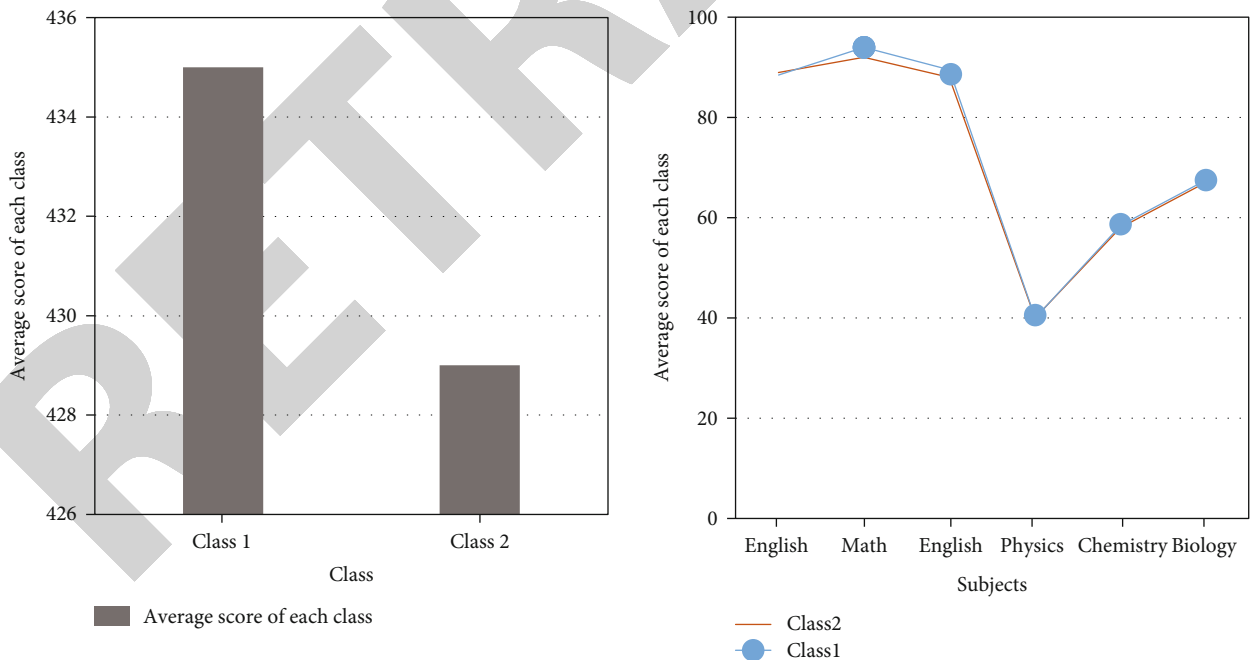 436
434
432
430
428
426
Average score of each class
Class 1
Class 2
Class
Average score of each class
100
80
60
40
20
0
Average score of each class
English
Math
English
Physics
Chemistry
Biology
Subjects
Class2
Class1
RETRA